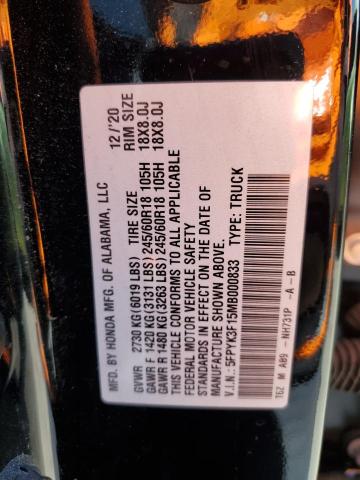 MFD. BY HONDA MFG. OF ALABAMA, LLC 12/'20
GVWR 2730 KG(6019 LBS) TIRE SIZE RIM SIZE
GAWR F 1420 KG(3131 LBS) 245/60R18 105H 18X8.0J
GAWR R 1480 KG(3263 LBS) 245/60R18 105H 18X8.0J
THIS VEHICLE CONFORMS TO ALL APPLICABLE
FEDERAL MOTOR VEHICLE SAFETY
STANDARDS IN EFFECT ON THE DATE OF
MANUFACTURE SHOWN ABOVE.
V.I.N.: 5FPYK3F15MB000833 TYPE: TRUCK
T6Z M AB9 -NH731P -A -B